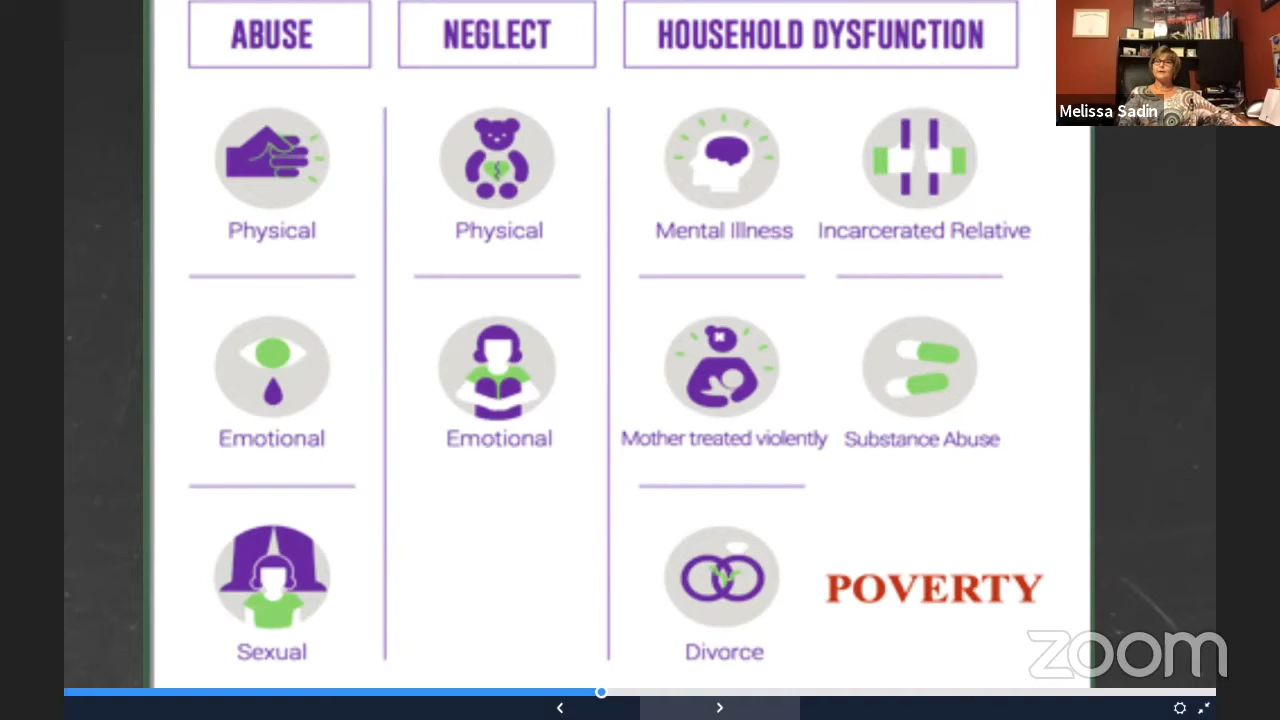 ABUSE NEGLECT HOUSEHOLD DYSFUNCTION
Melissa Sadin
Physical Physical Mental Illness Incarcerated Relative
Emotional Emotional Mother treated violently Substance Abuse
POVERTY
Sexual Divorce
zoom